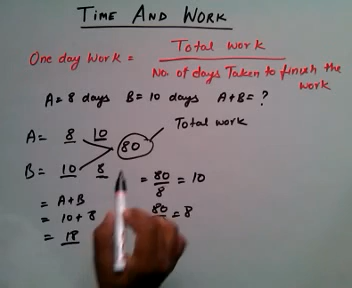 TIME AND WORK
One day work = Total work
No. of days Taken to finish the work
A = 8 days B = 10 days A+B = ?
Total work
A = 8 10
80
B = 10 8
= 80/8 = 10
= A+B
= 10+8
80 = 8
= 18